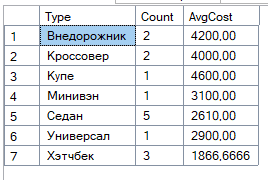 Type Count AvgCost
1 Внедорожник 2 4200,00
2 Кроссовер 2 4000,00
3 Купе 1 4600,00
4 Минивэн 1 3100,00
5 Седан 5 2610,00
6 Универсал 1 2900,00
7 Хэтчбек 3 1866,6666